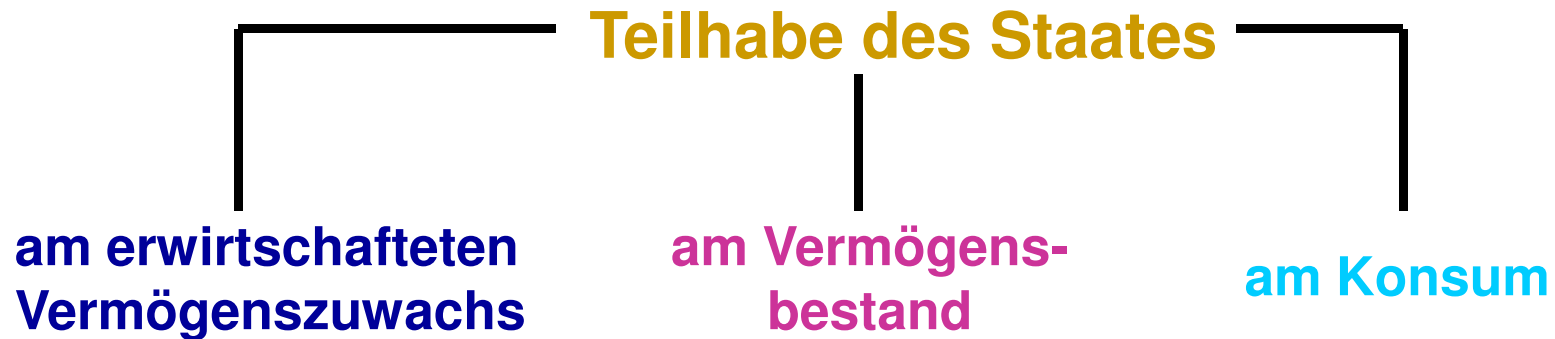 Teilhabe des Staates
am erwirtschafteten
Vermögenszuwachs
am Vermögens-
bestand
am Konsum